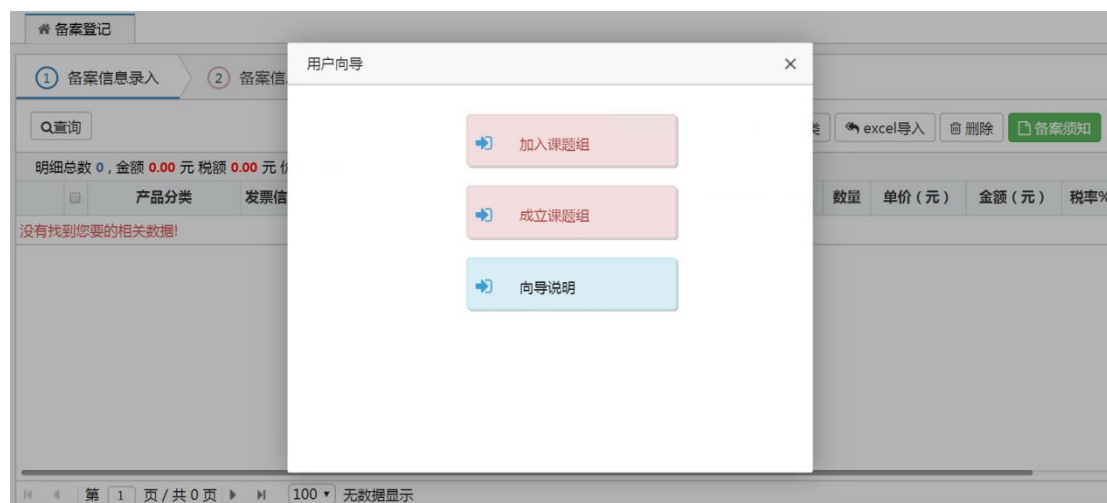 备案登记
用户向导 ×
1 备案信息录入 2 备案信
加入课题组
查询 excel导入 删除 备案须知
明细总数 0 , 金额 0.00 元 税额 0.00 元
产品分类 发票信 数量 单价(元) 金额(元) 税率%
成立课题组
没有找到您要的相关数据!
向导说明
第 1 页/共 0 页 100 无数据显示